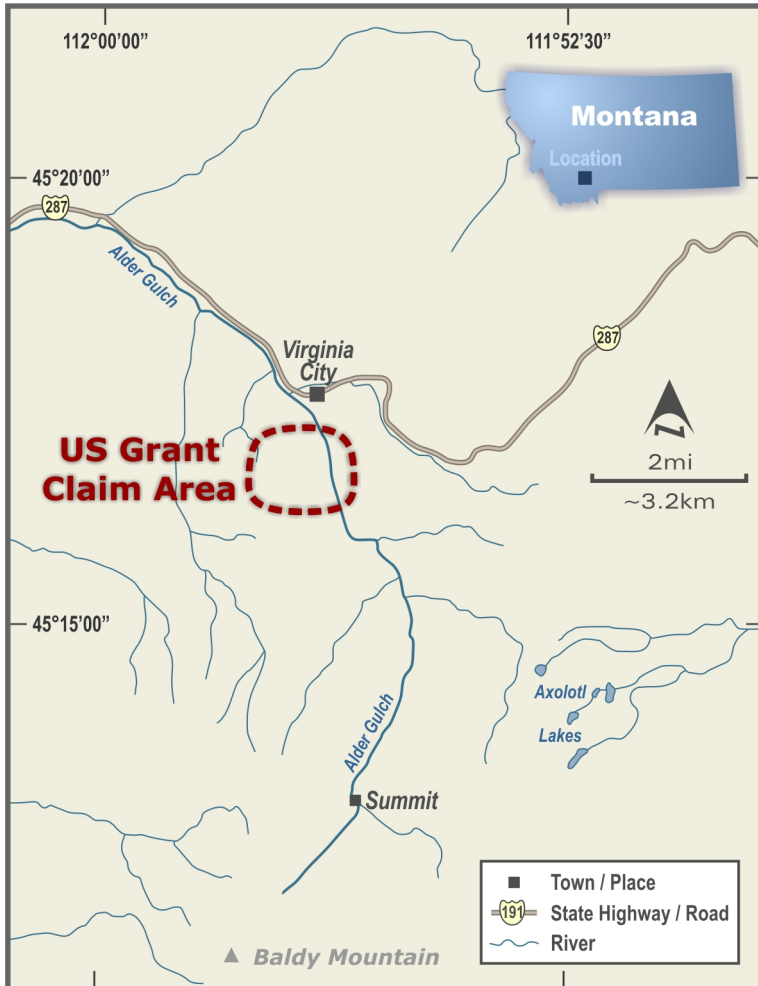 112°00'00”
111°52'30”
Montana
Location
45°20'00”
287
Alder Gulch
287
Virginia
City
US Grant
Claim Area
N
2mi
~3.2km
45°15'00”
Axolotl
Lakes
Alder Gulch
Summit
Town / Place
191
State Highway / Road
River
Baldy Mountain